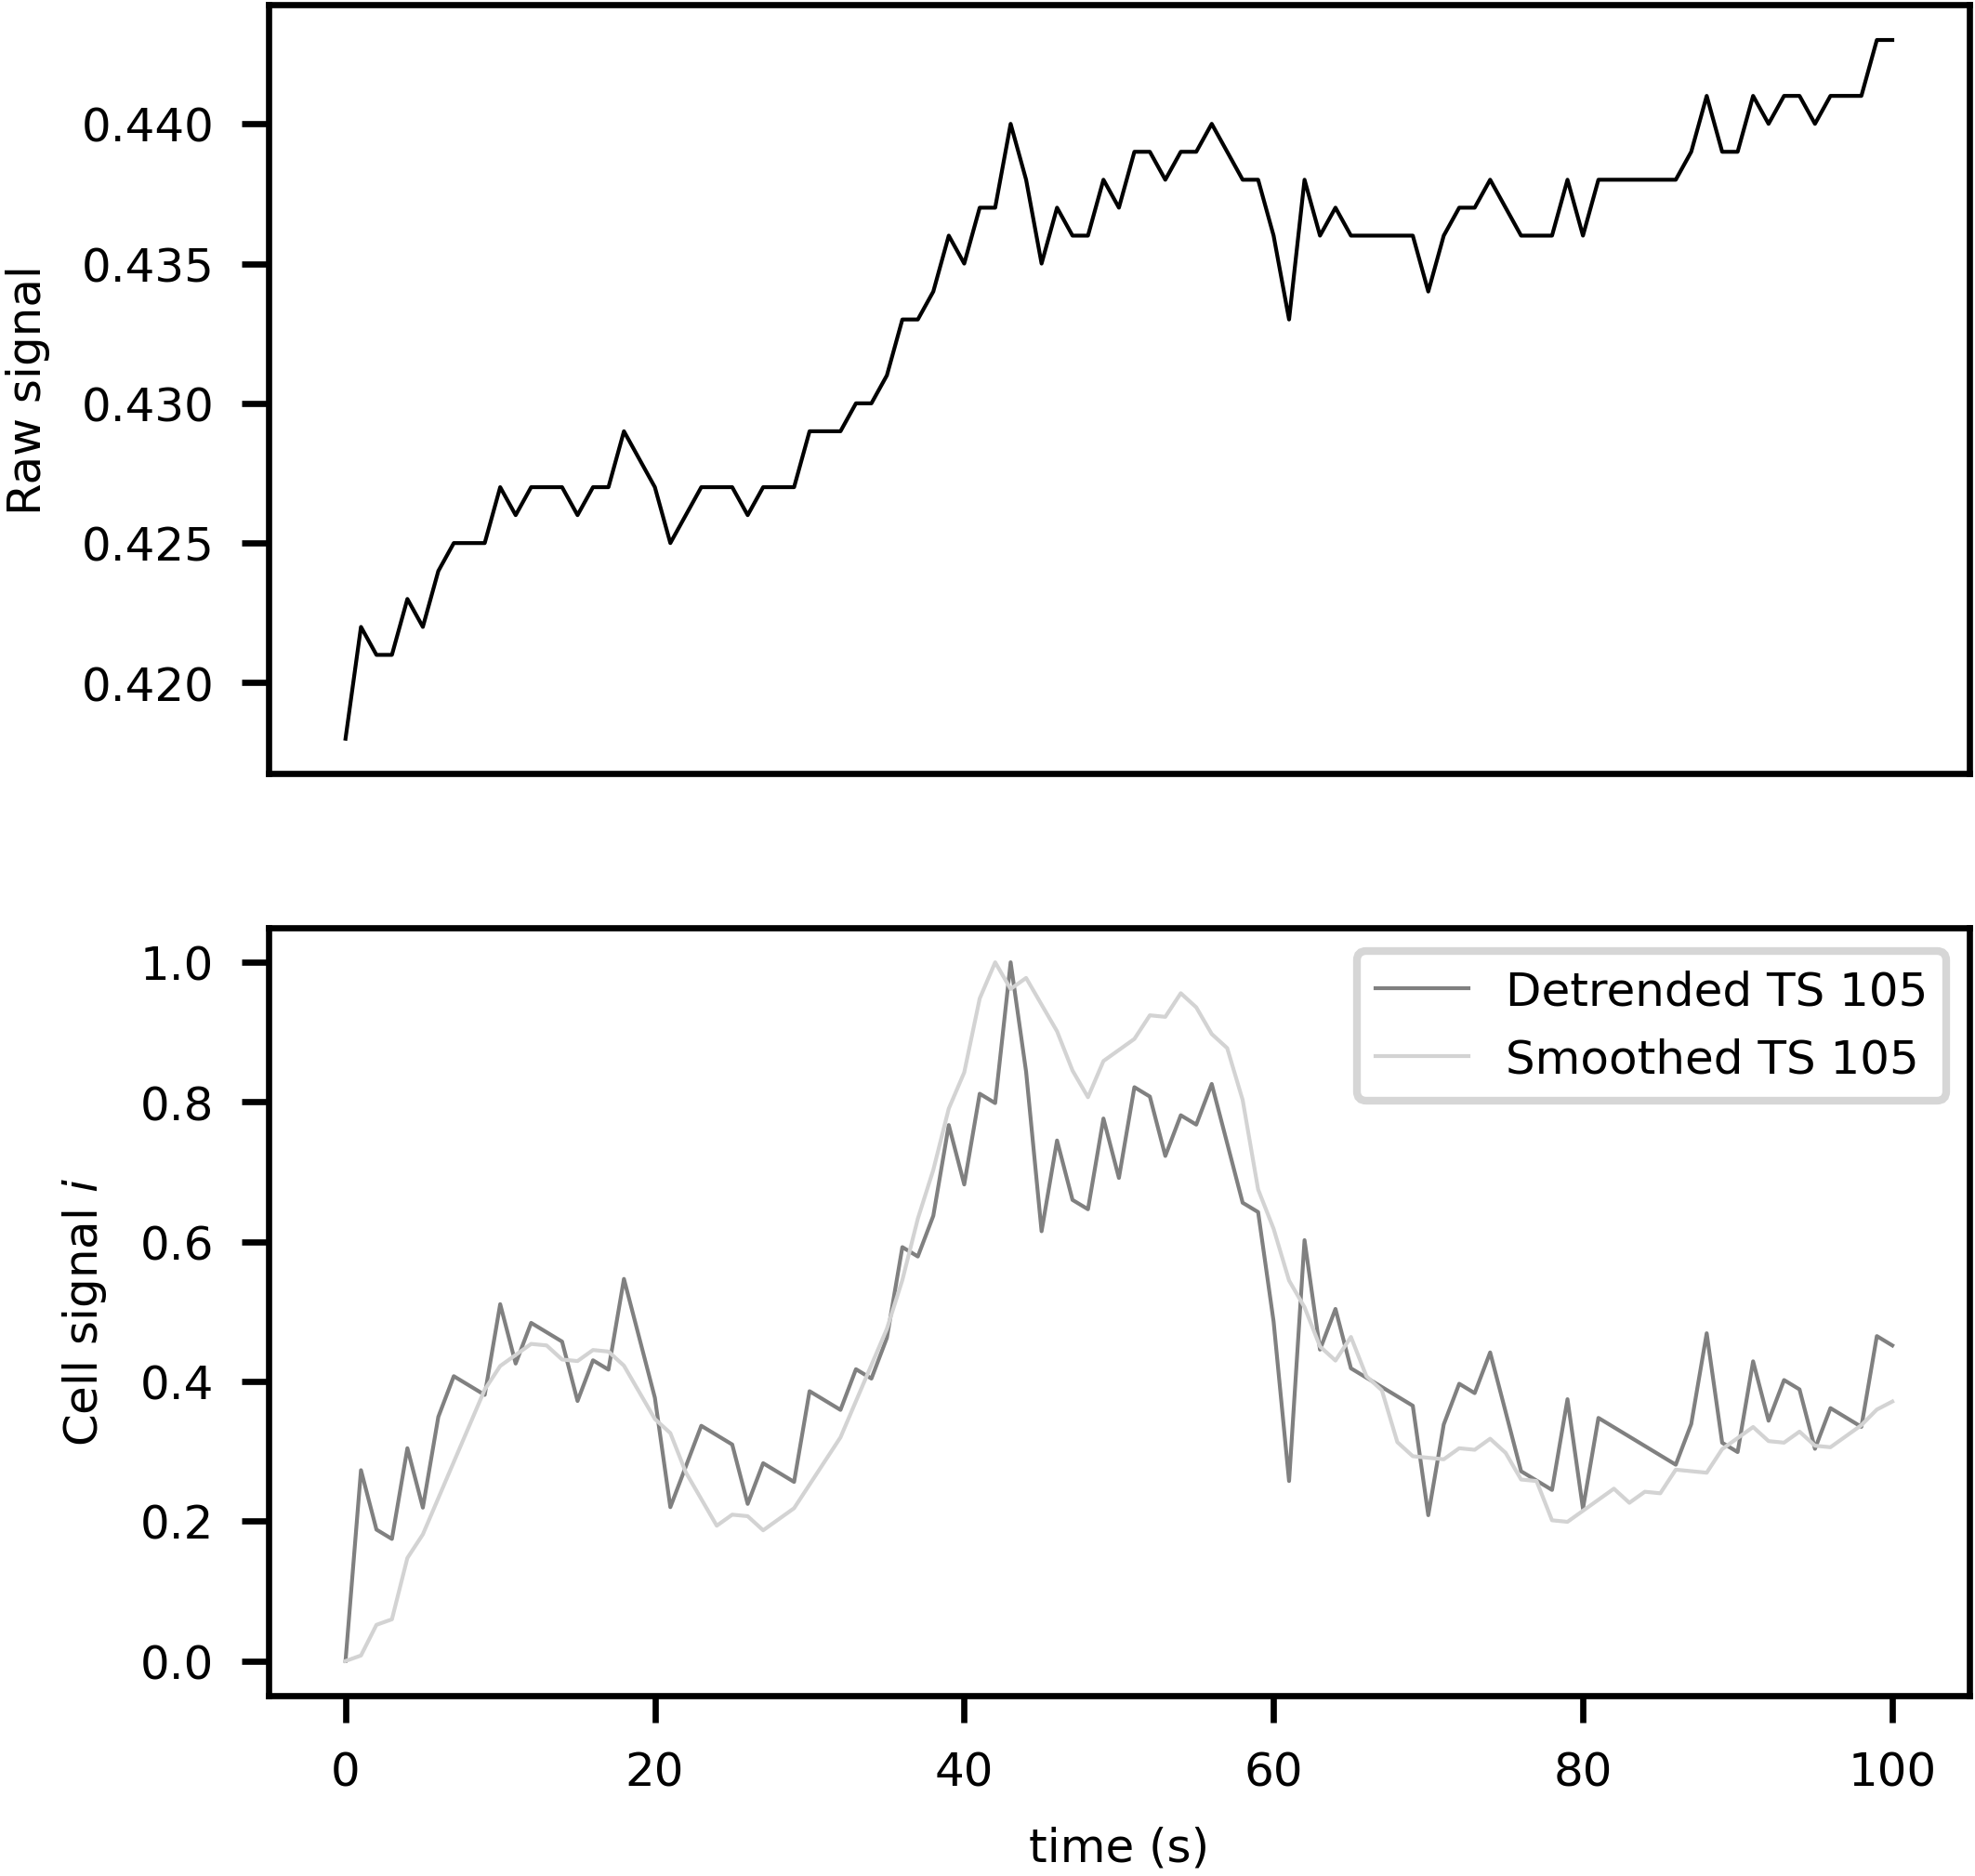 Raw signal
0.440
0.435
0.430
0.425
0.420
Cell signal i
1.0
0.8
0.6
0.4
0.2
0.0
Detrended TS 105
Smoothed TS 105
0 20 40 60 80 100
time (s)